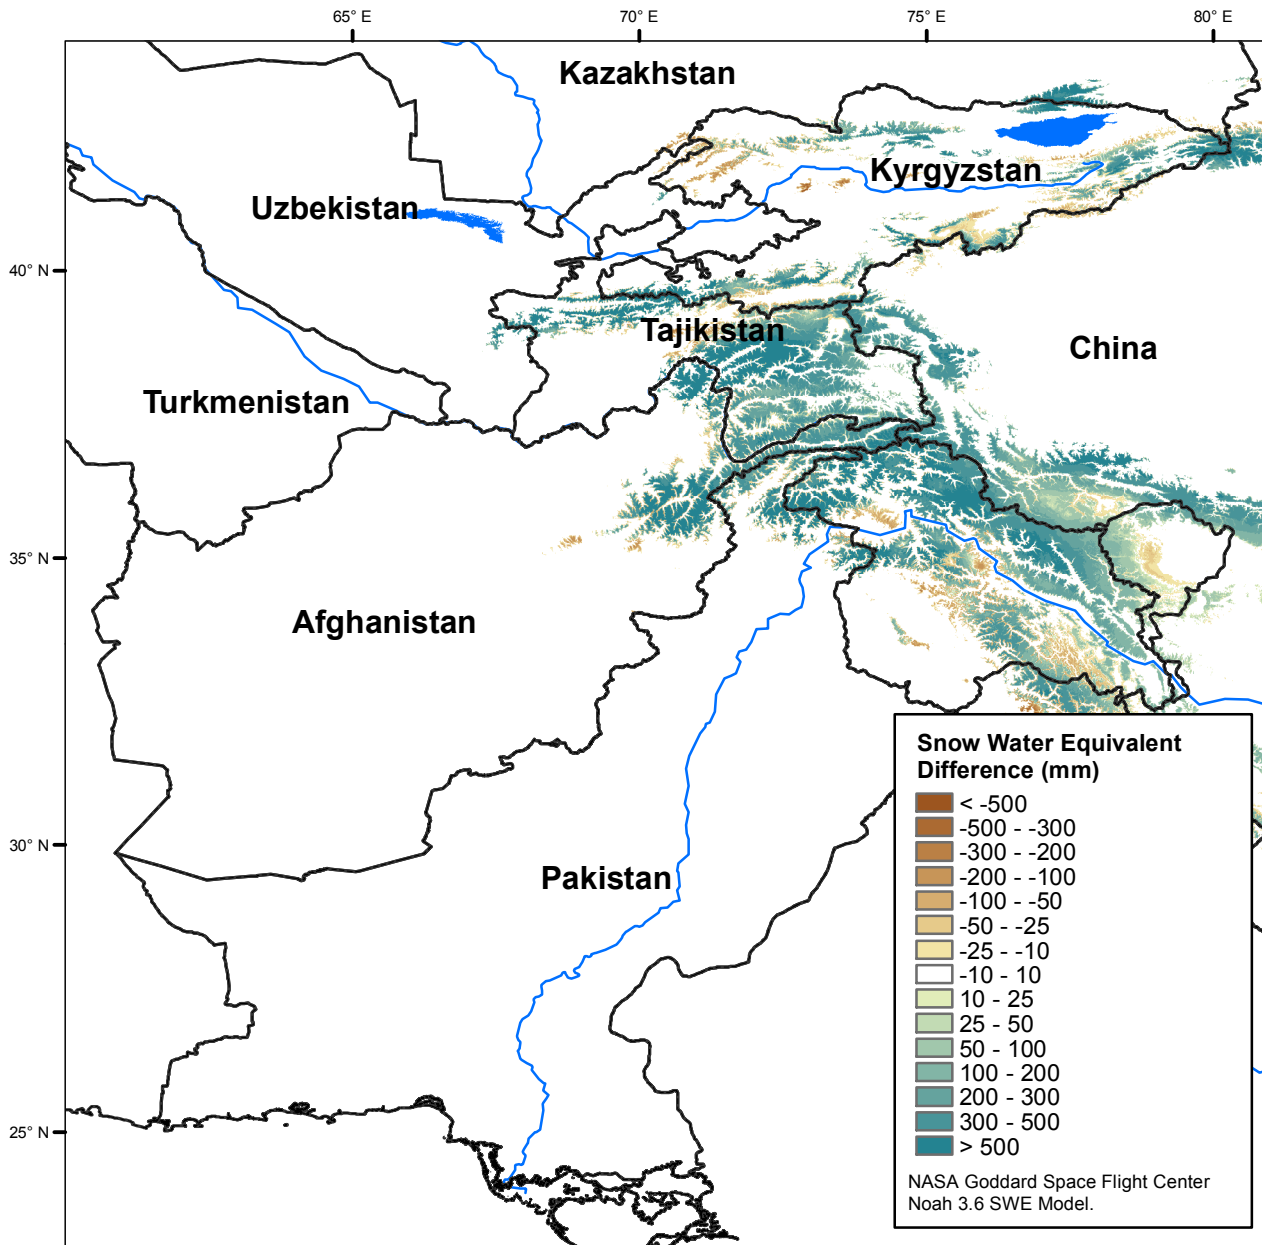 65° E
70° E
75° E
80° E
Kazakhstan
Kyrgyzstan
Uzbekistan
40° N
Tajikistan
China
Turkmenistan
35° N
Afghanistan
30° N
Pakistan
25° N
Snow Water Equivalent
Difference (mm)
< -500
-500 - -300
-300 - -200
-200 - -100
-100 - -50
-50 - -25
-25 - -10
-10 - 10
10 - 25
25 - 50
50 - 100
100 - 200
200 - 300
300 - 500
> 500
NASA Goddard Space Flight Center
Noah 3.6 SWE Model.